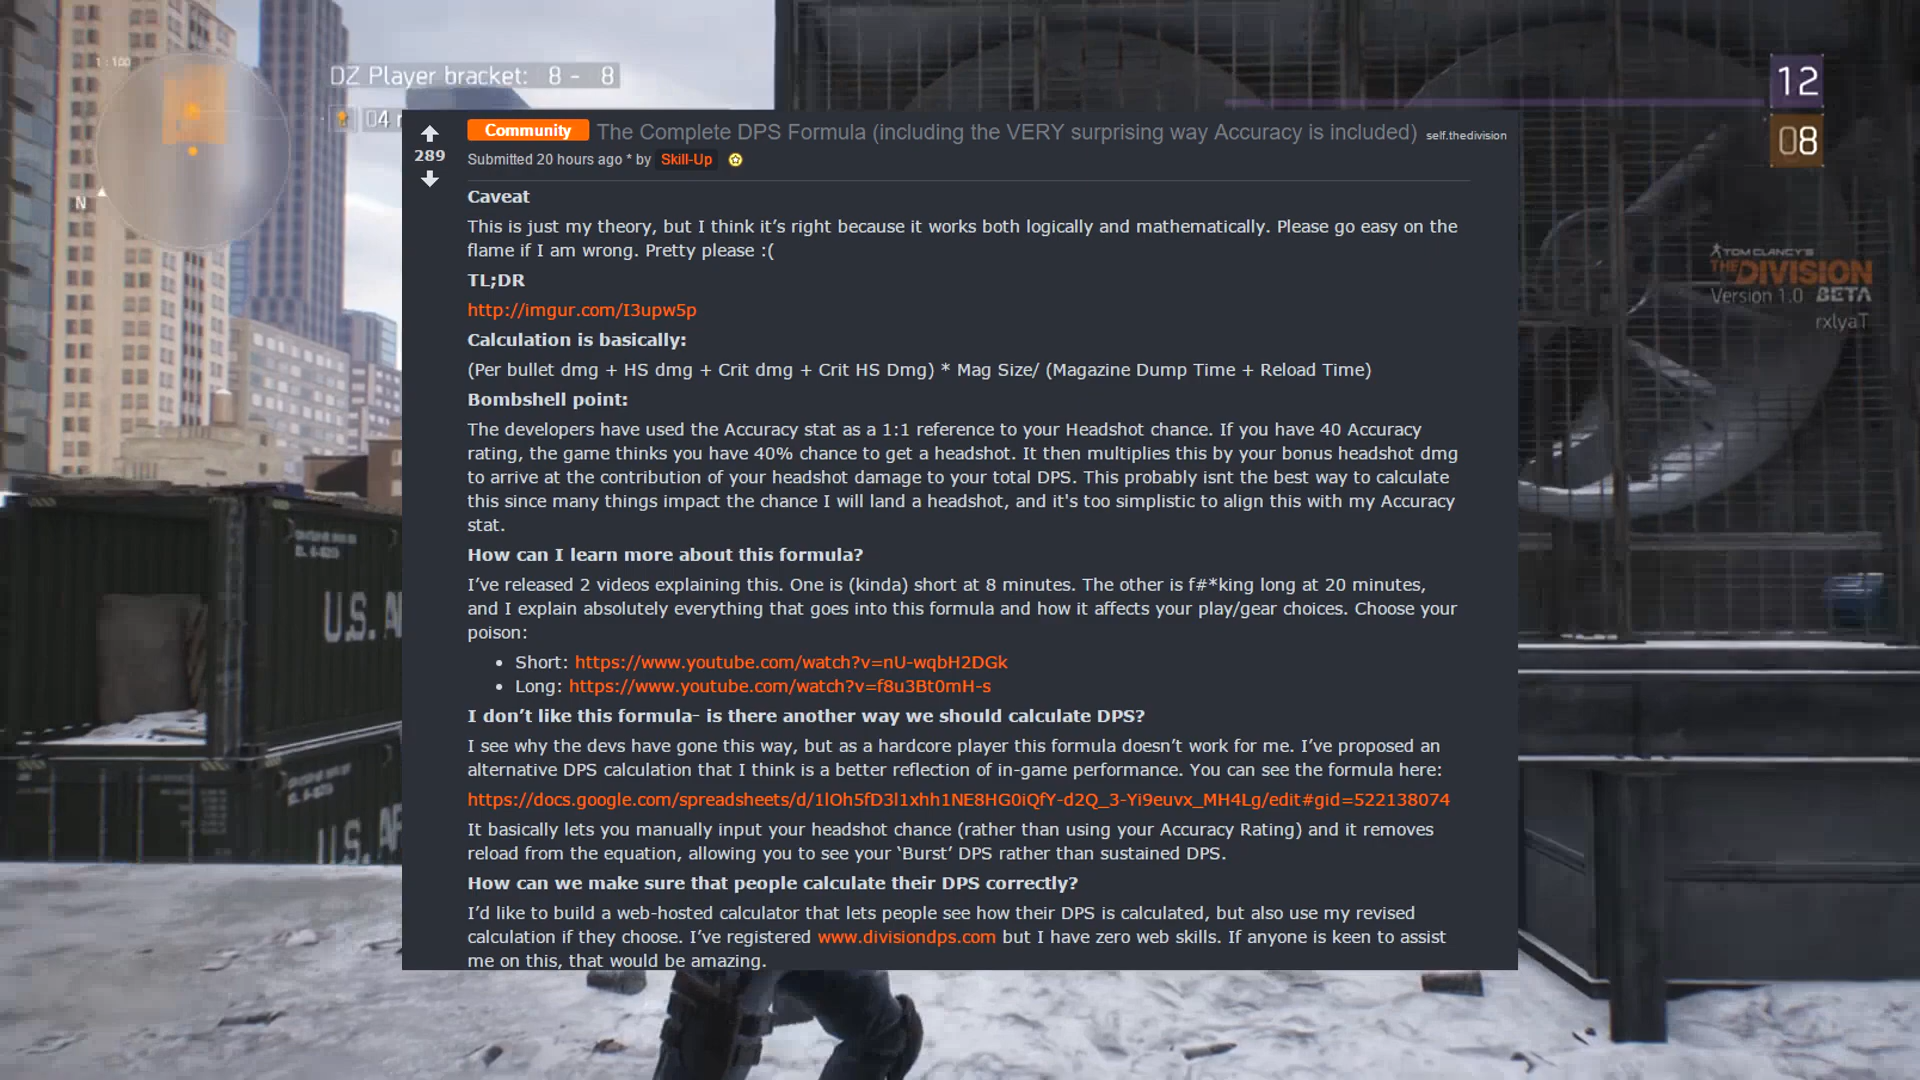 1 : 100
DZ Player bracket: 8 - 8
04
N
12
08
TOM CLANCY'S
THE DIVISION
Version 1.0 BETA
rxlyaT
289
Community The Complete DPS Formula (including the VERY surprising way Accuracy is included) self.thedivision
Submitted 20 hours ago * by Skill-Up
Caveat
This is just my theory, but I think it’s right because it works both logically and mathematically. Please go easy on the
flame if I am wrong. Pretty please :(
TL;DR
http://imgur.com/I3upw5p
Calculation is basically:
(Per bullet dmg + HS dmg + Crit dmg + Crit HS Dmg) * Mag Size/ (Magazine Dump Time + Reload Time)
Bombshell point:
The developers have used the Accuracy stat as a 1:1 reference to your Headshot chance. If you have 40 Accuracy
rating, the game thinks you have 40% chance to get a headshot. It then multiplies this by your bonus headshot dmg
to arrive at the contribution of your headshot damage to your total DPS. This probably isnt the best way to calculate
this since many things impact the chance I will land a headshot, and it's too simplistic to align this with my Accuracy
stat.
How can I learn more about this formula?
I’ve released 2 videos explaining this. One is (kinda) short at 8 minutes. The other is f#*king long at 20 minutes,
and I explain absolutely everything that goes into this formula and how it affects your play/gear choices. Choose your
poison:
• Short: https://www.youtube.com/watch?v=nU-wqbH2DGk
• Long: https://www.youtube.com/watch?v=f8u3Bt0mH-s
I don’t like this formula- is there another way we should calculate DPS?
I see why the devs have gone this way, but as a hardcore player this formula doesn’t work for me. I’ve proposed an
alternative DPS calculation that I think is a better reflection of in-game performance. You can see the formula here:
https://docs.google.com/spreadsheets/d/1lOh5fD3l1xhh1NE8HG0iQfY-d2Q_3-Yi9euvx_MH4Lg/edit#gid=522138074
It basically lets you manually input your headshot chance (rather than using your Accuracy Rating) and it removes
reload from the equation, allowing you to see your ‘Burst’ DPS rather than sustained DPS.
How can we make sure that people calculate their DPS correctly?
I’d like to build a web-hosted calculator that lets people see how their DPS is calculated, but also use my revised
calculation if they choose. I’ve registered www.divisiondps.com but I have zero web skills. If anyone is keen to assist
me on this, that would be amazing.
U.S. A
U.S. AF